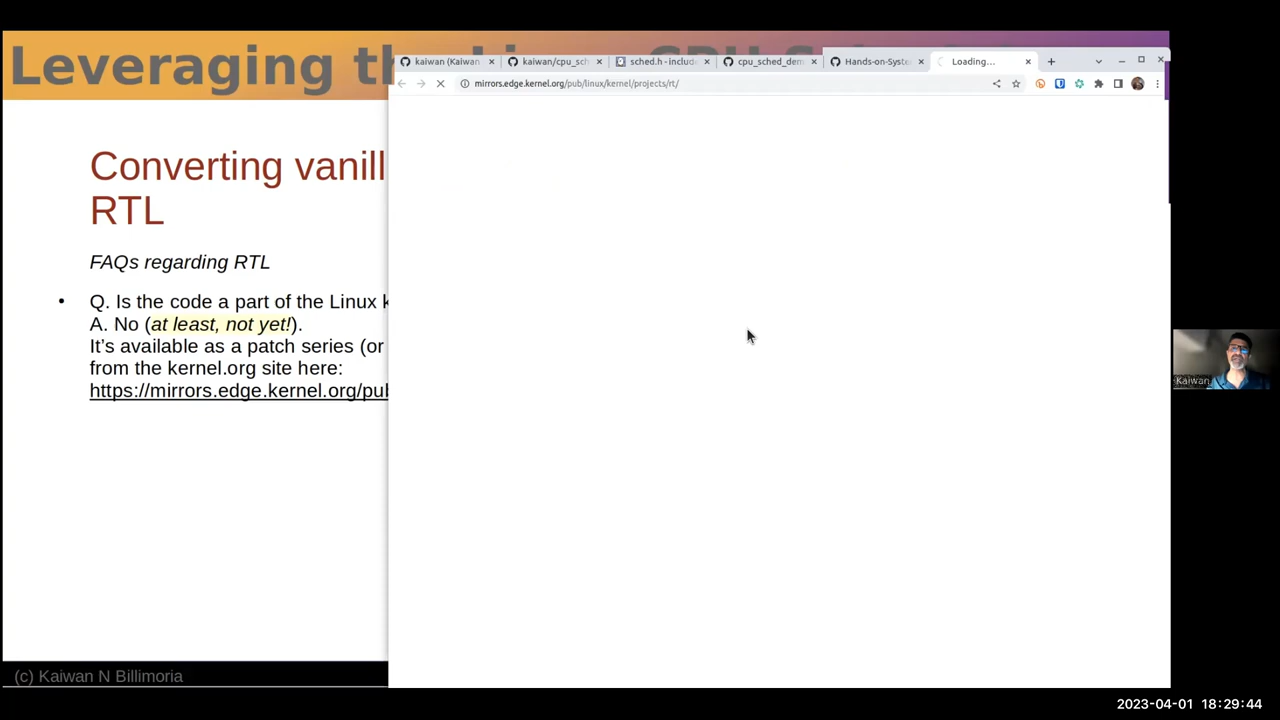 Leveraging th
kaiwan (Kaiwan
kaiwan/cpu_sch
sched.h - include
cpu_sched_dem
Hands-on-Syste
Loading...
mirrors.edge.kernel.org/pub/linux/kernel/projects/rt/
Converting vanill
RTL
FAQs regarding RTL
• Q. Is the code a part of the Linux k
A. No (at least, not yet!).
It's available as a patch series (or
from the kernel.org site here:
https://mirrors.edge.kernel.org/pub
Kaiwan
(c) Kaiwan N Billimoria
2023-04-01 18:29:44